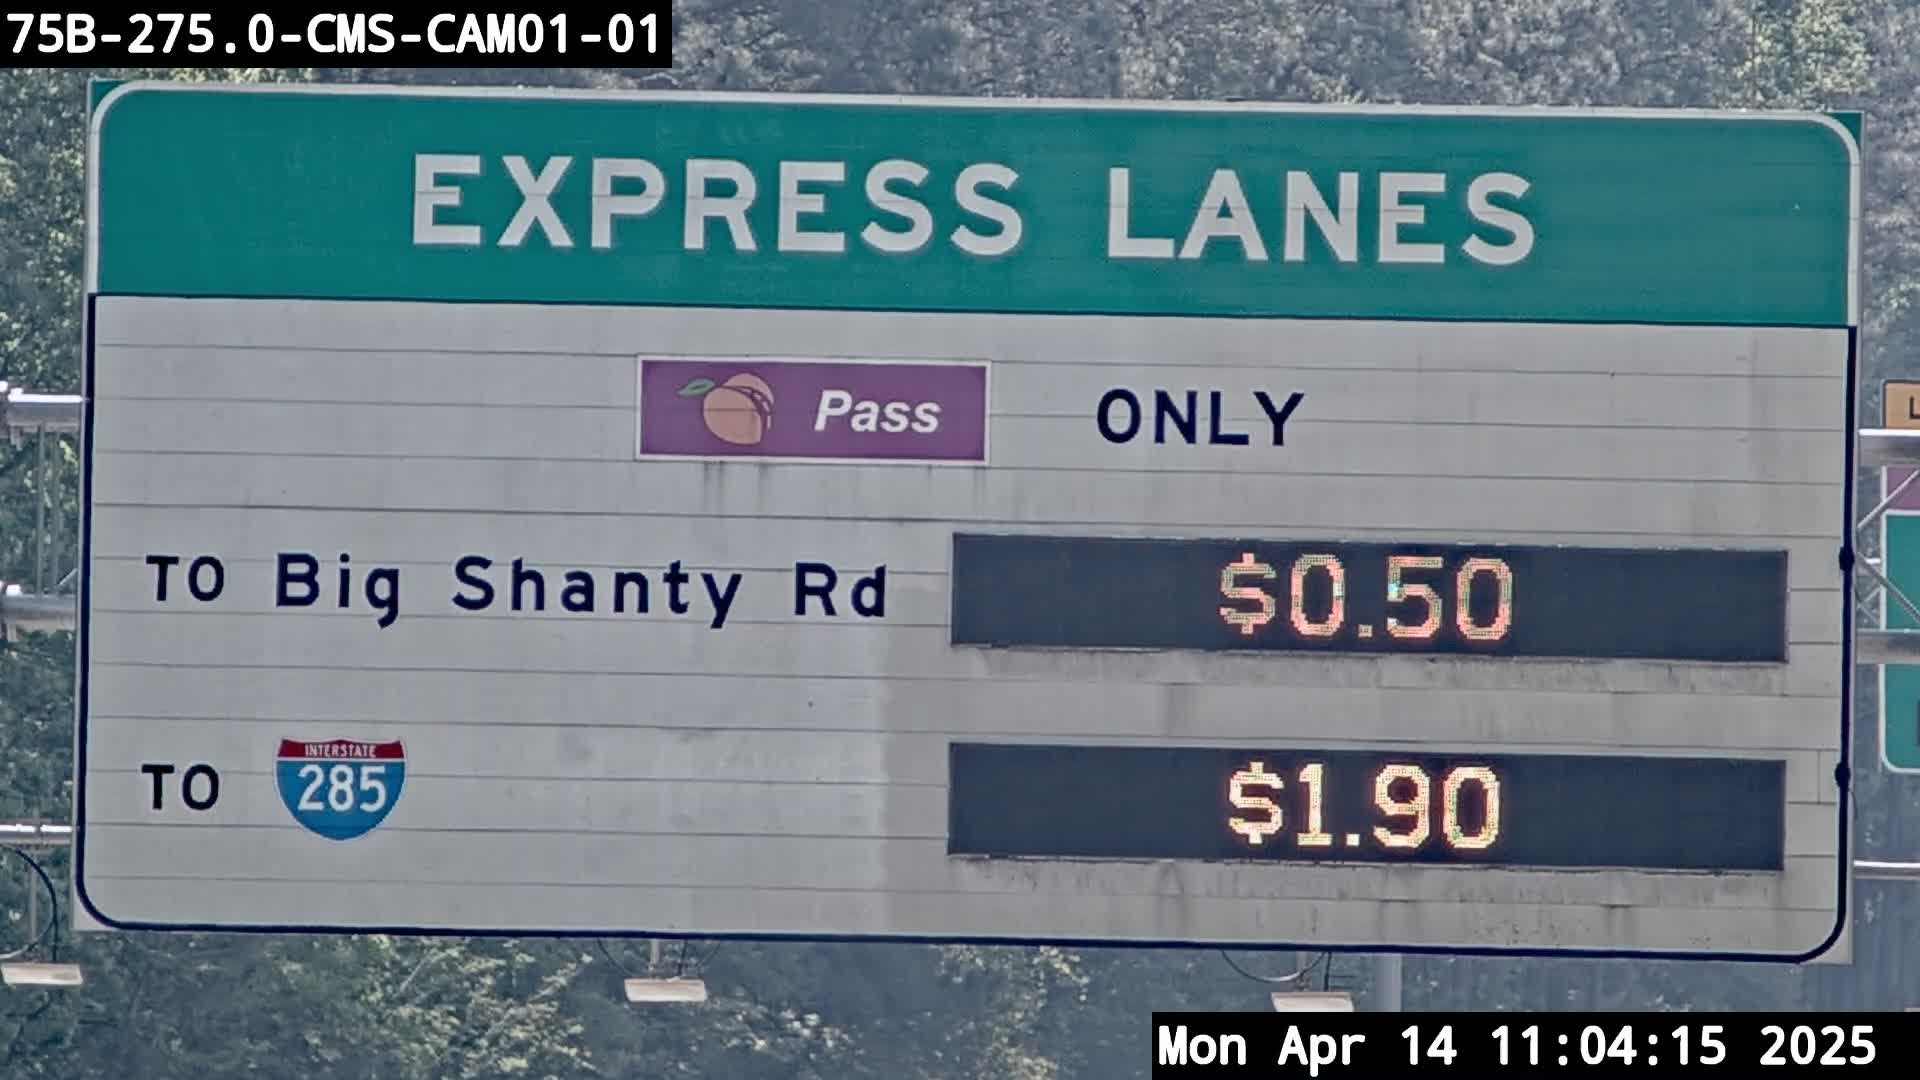 75B-275.0-CMS-CAM01-01
EXPRESS LANES
Pass ONLY
TO Big Shanty Rd $0.50
INTERSTATE
TO 285 $1.90
Mon Apr 14 11:04:15 2025